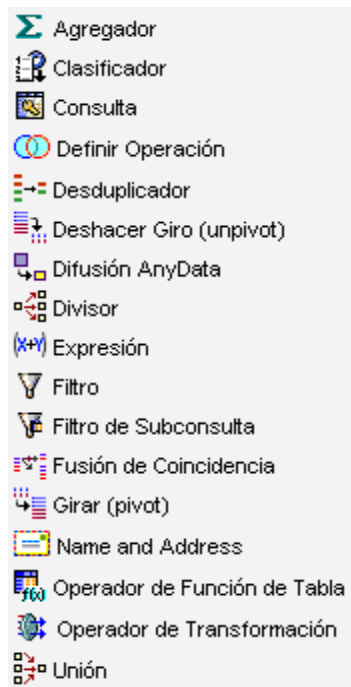 Agregador
Clasificador
Consulta
Definir Operación
Desduplicador
Deshacer Giro (unpivot)
Difusión AnyData
Divisor
(X+Y) Expresión
Filtro
Filtro de Subconsulta
Fusión de Coincidencia
Girar (pivot)
Name and Address
f(x) Operador de Función de Tabla
Operador de Transformación
Unión